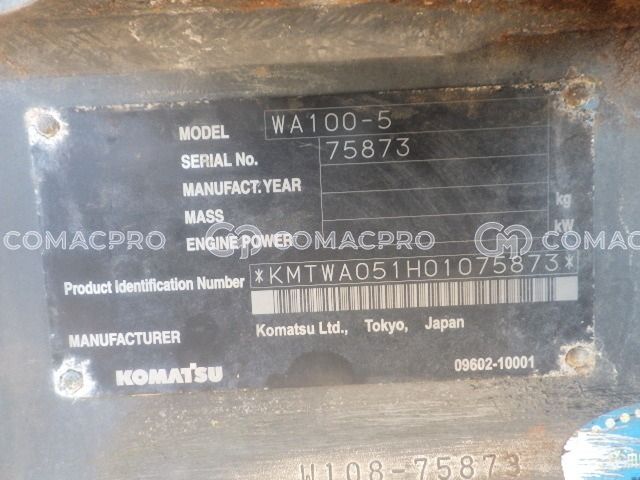 MODEL WA100-5
SERIAL No. 75873
MANUFACT. YEAR
MASS kg
ENGINE POWER kW
COMACPRO COMACPRO COMACPRO
Product identification Number *KMTWA051H01075873*
MANUFACTURER Komatsu Ltd., Tokyo, Japan
KOMATSU 09602-10001
W108-75873